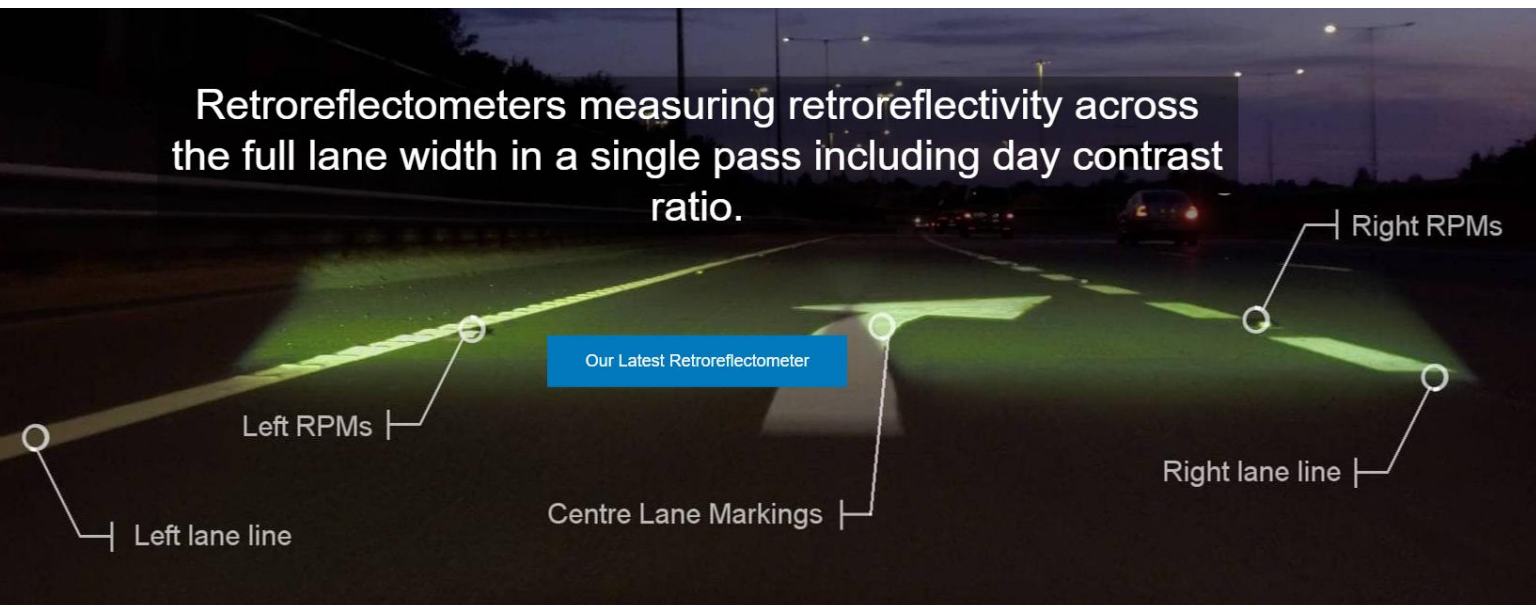 Retroreflectometers measuring retroreflectivity across
the full lane width in a single pass including day contrast
ratio.
Right RPMs
Our Latest Retroreflectometer
Left RPMs
Right lane line
Centre Lane Markings
Left lane line